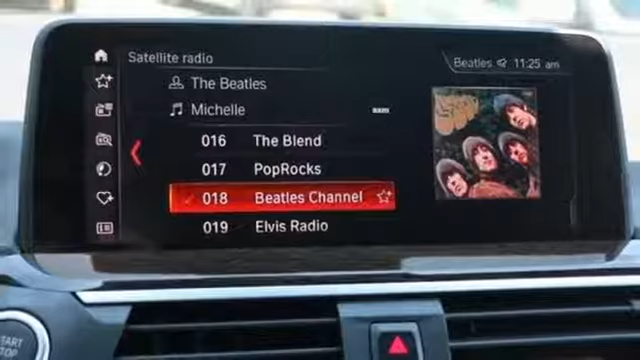 Satellite radio
Beatles 11:25 am
The Beatles
Michelle
016 The Blend
017 PopRocks
018 Beatles Channel
019 Elvis Radio
START
STOP